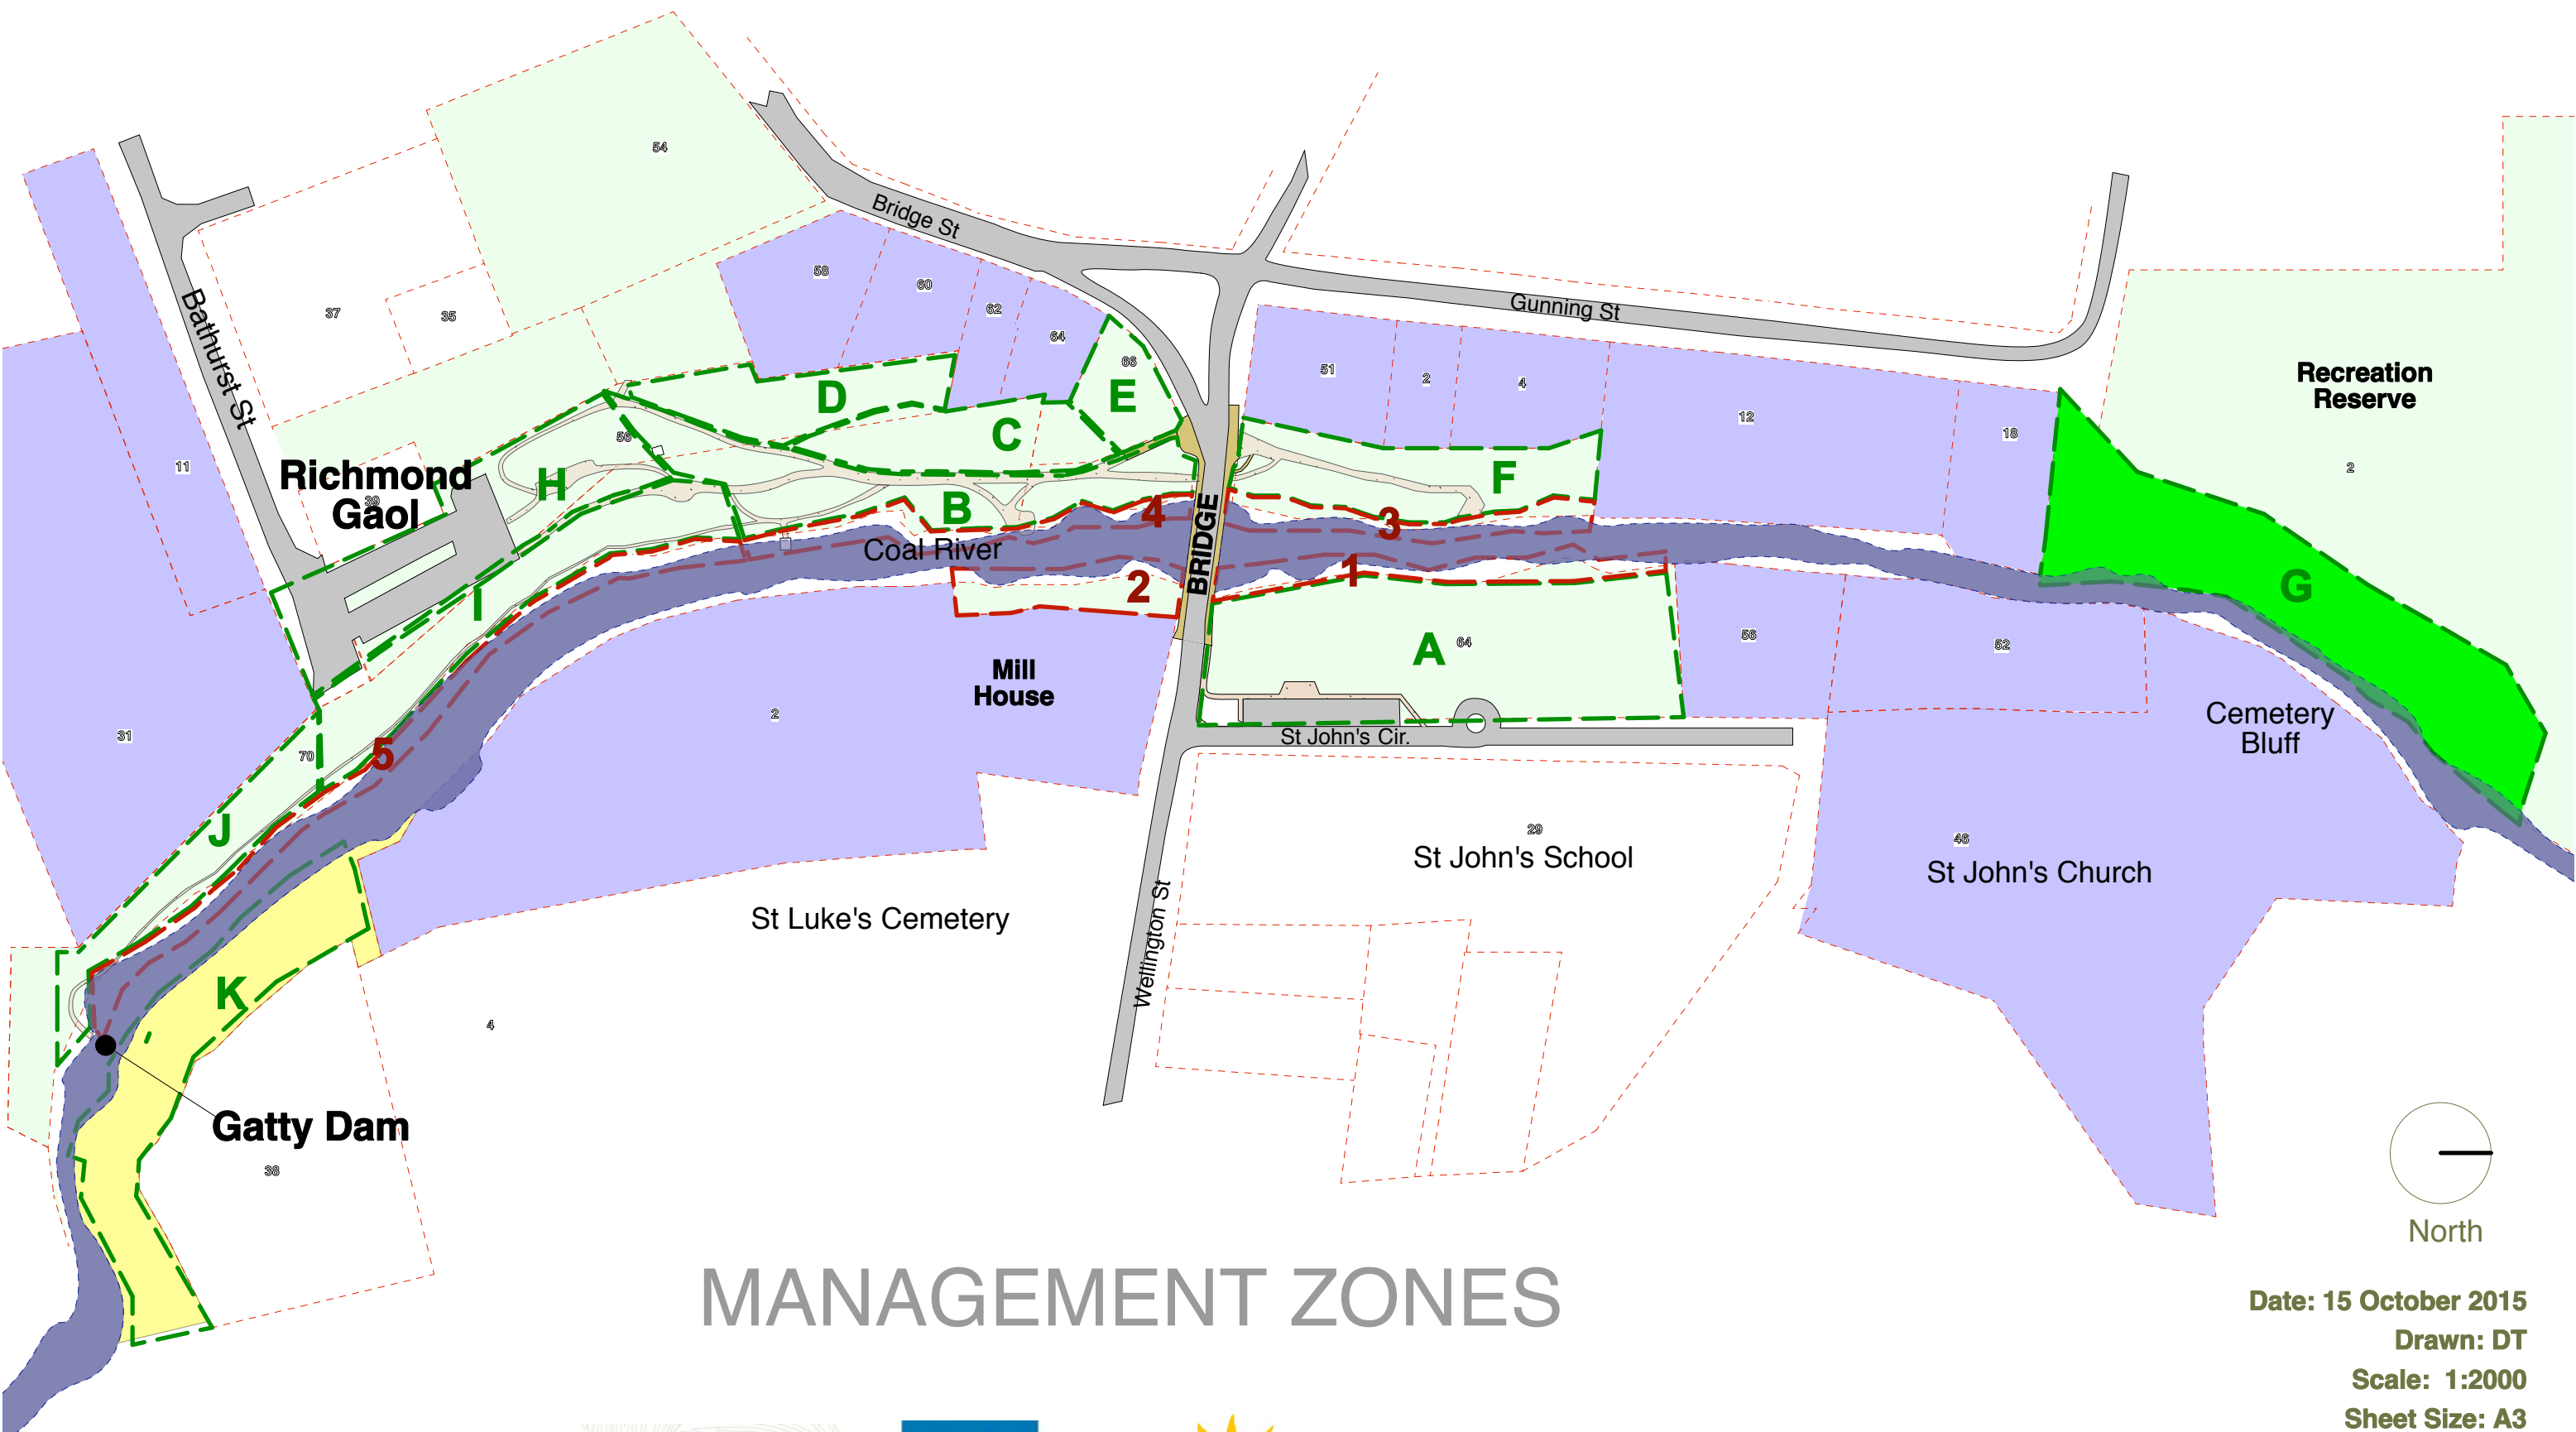 54
Bridge St
58
60
62
64
66
Gunning St
51
2
4
12
18
Recreation
Reserve
2
37
35
Bathurst St
11
Richmond
Gaol
39
56
D
E
C
H
B
F
4
3
BRIDGE
Coal River
1
2
I
G
A
64
56
52
Mill
House
2
Cemetery
Bluff
St John's Cir.
31
70
5
J
29
St John's School
46
St John's Church
St Luke's Cemetery
Wellington St
K
4
Gatty Dam
38
North
MANAGEMENT ZONES
Date: 15 October 2015
Drawn: DT
Scale: 1:2000
Sheet Size: A3